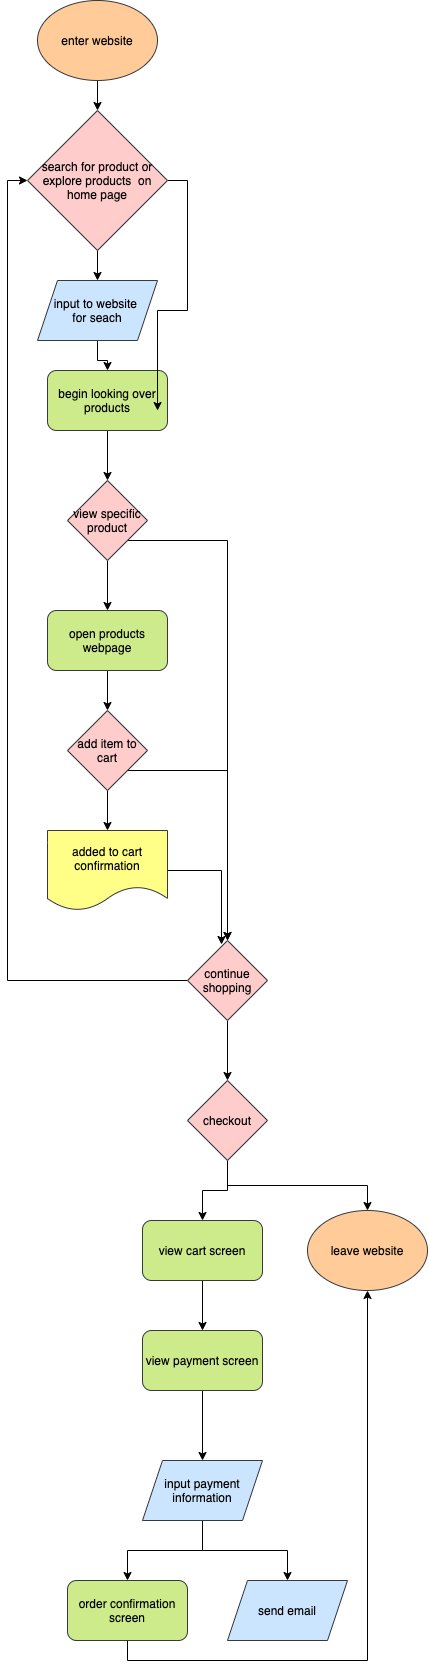 enter website
search for product or
explore products  on
home page
input to website
for seach
begin looking over
products
view specific
product
open products
webpage
add item to
cart
added to cart
confirmation
continue
shopping
checkout
view cart screen
leave website
view payment screen
input payment
information
order confirmation
screen
send email